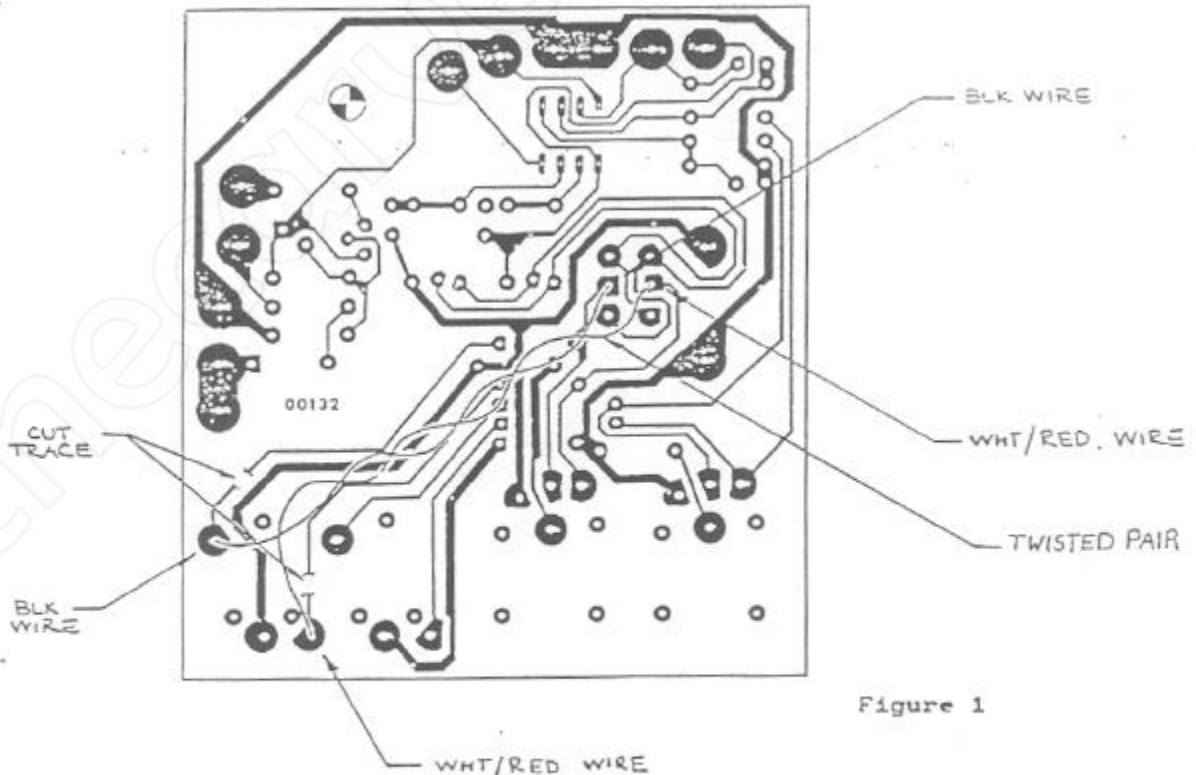 BLK WIRE
00132
CUT
TRACE
WHT/RED. WIRE
TWISTED PAIR
BLK
WIRE
Figure 1
WHT/RED WIRE